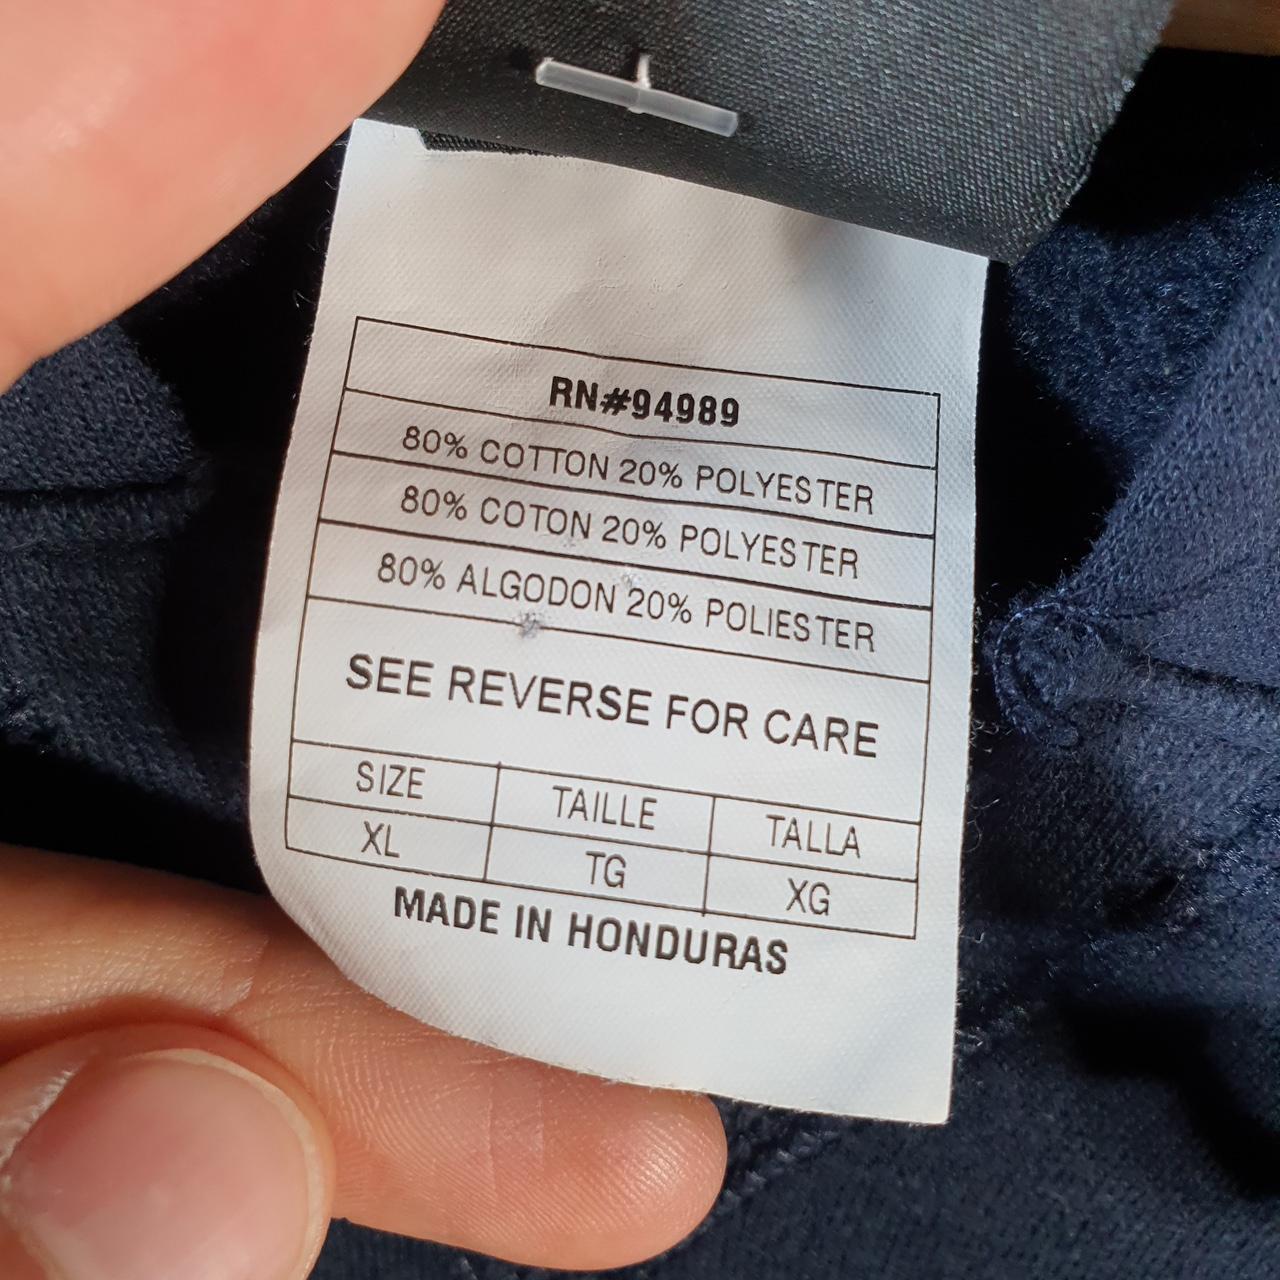 RN#94989
80% COTTON 20% POLYESTER
80% COTON 20% POLYESTER
80% ALGODON 20% POLIESTER
SEE REVERSE FOR CARE
SIZE TAILLE TALLA
XL TG XG
MADE IN HONDURAS